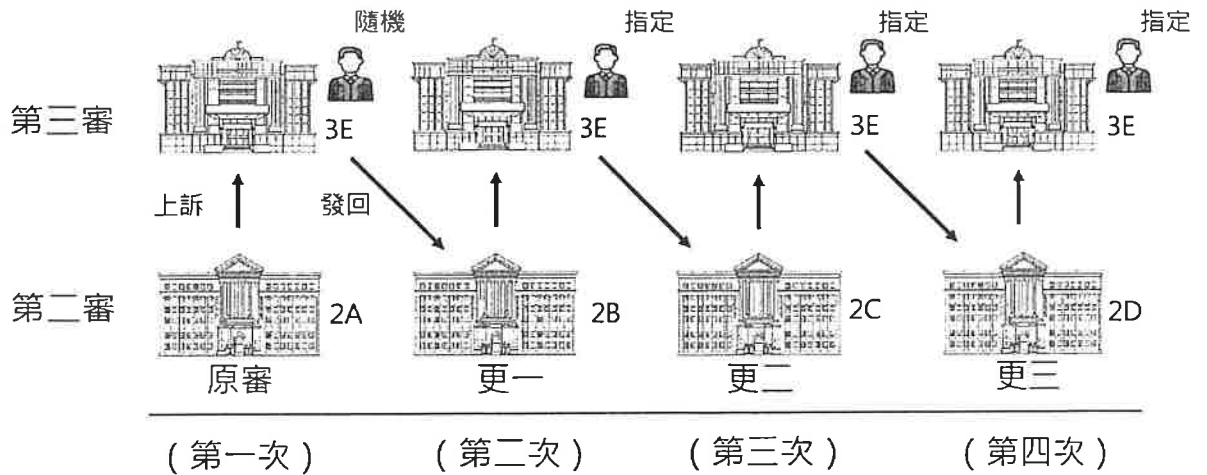 隨機 指定 指定 指定
第三審 3E 3E 3E 3E
上訴 發回
第二審 2A 2B 2C 2D
原審 更一 更二 更三
(第一次) (第二次) (第三次) (第四次)